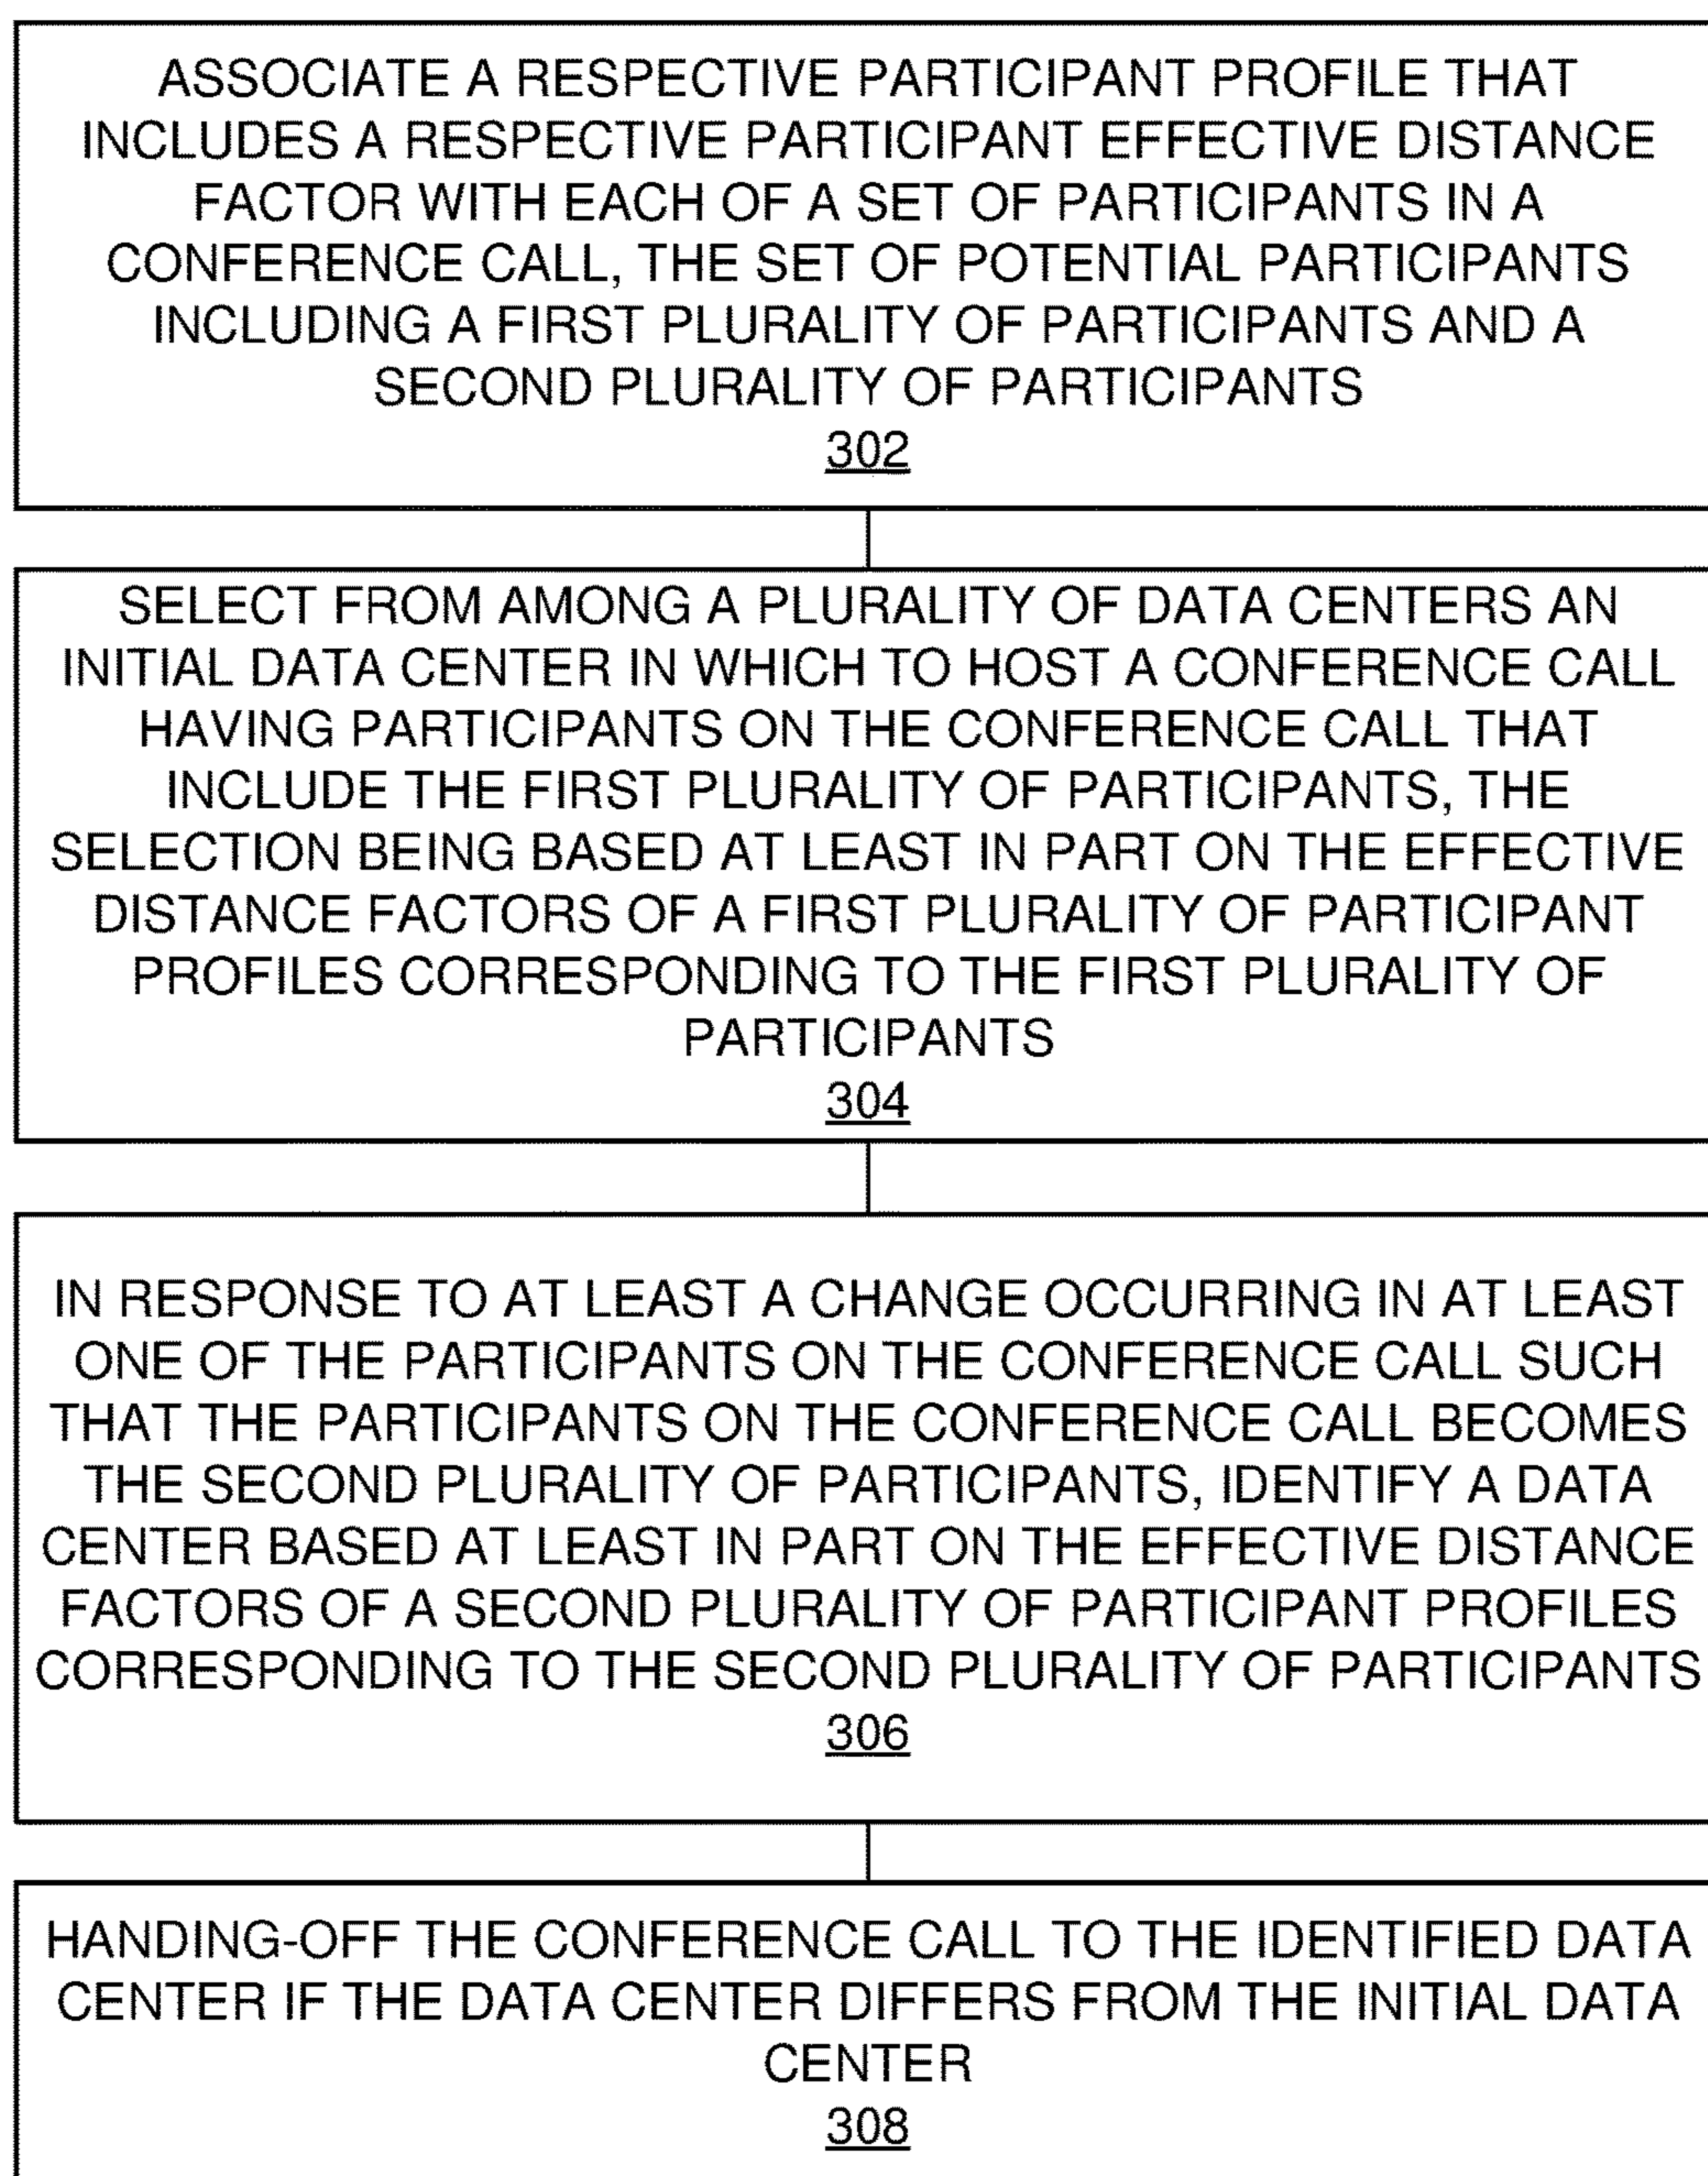 ASSOCIATE A RESPECTIVE PARTICIPANT PROFILE THAT
INCLUDES A RESPECTIVE PARTICIPANT EFFECTIVE DISTANCE
FACTOR WITH EACH OF A SET OF PARTICIPANTS IN A
CONFERENCE CALL, THE SET OF POTENTIAL PARTICIPANTS
INCLUDING A FIRST PLURALITY OF PARTICIPANTS AND A
SECOND PLURALITY OF PARTICIPANTS
302
SELECT FROM AMONG A PLURALITY OF DATA CENTERS AN
INITIAL DATA CENTER IN WHICH TO HOST A CONFERENCE CALL
HAVING PARTICIPANTS ON THE CONFERENCE CALL THAT
INCLUDE THE FIRST PLURALITY OF PARTICIPANTS, THE
SELECTION BEING BASED AT LEAST IN PART ON THE EFFECTIVE
DISTANCE FACTORS OF A FIRST PLURALITY OF PARTICIPANT
PROFILES CORRESPONDING TO THE FIRST PLURALITY OF
PARTICIPANTS
304
IN RESPONSE TO AT LEAST A CHANGE OCCURRING IN AT LEAST
ONE OF THE PARTICIPANTS ON THE CONFERENCE CALL SUCH
THAT THE PARTICIPANTS ON THE CONFERENCE CALL BECOMES
THE SECOND PLURALITY OF PARTICIPANTS, IDENTIFY A DATA
CENTER BASED AT LEAST IN PART ON THE EFFECTIVE DISTANCE
FACTORS OF A SECOND PLURALITY OF PARTICIPANT PROFILES
CORRESPONDING TO THE SECOND PLURALITY OF PARTICIPANTS
306
HANDING-OFF THE CONFERENCE CALL TO THE IDENTIFIED DATA
CENTER IF THE DATA CENTER DIFFERS FROM THE INITIAL DATA
CENTER
308